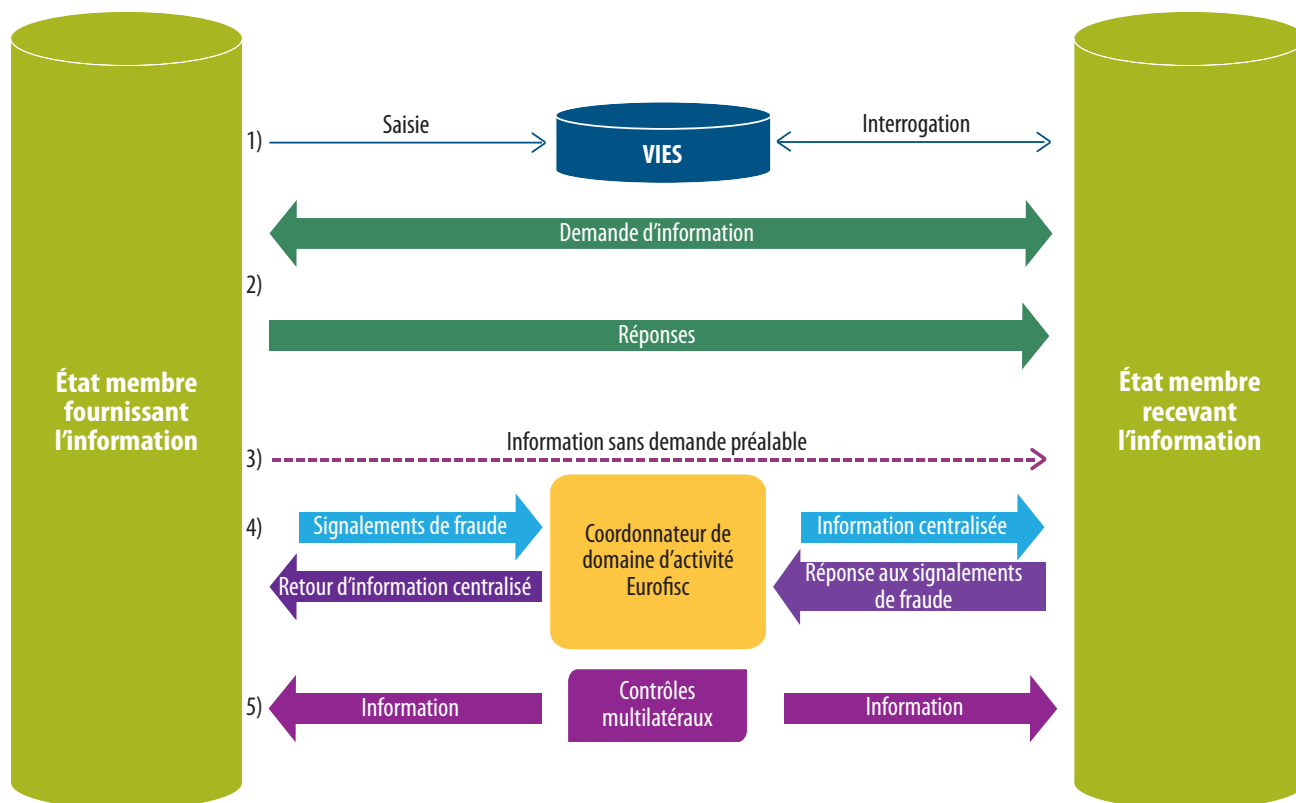 1)
Saisie
VIES
Interrogation
Demande d'information
2)
Réponses
État membre
fournissant
l'information
État membre
recevant
l'information
3)
Information sans demande préalable
4)
Signalements de fraude
Retour d'information centralisé
Coordonnateur de
domaine d'activité
Eurofisc
Information centralisée
Réponse aux signalements
de fraude
5)
Information
Contrôles
multilatéraux
Information